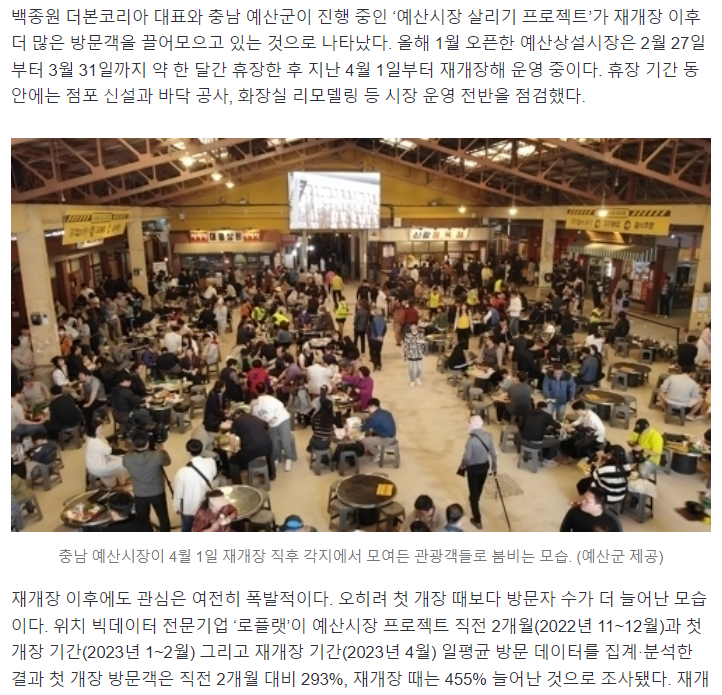 백종원 더본코리아 대표와 충남 예산군이 진행 중인 ‘예산시장 살리기 프로젝트’가 재개장 이후
더 많은 방문객을 끌어모으고 있는 것으로 나타났다. 올해 1월 오픈한 예산상설시장은 2월 27일
부터 3월 31일까지 약 한 달간 휴장한 후 지난 4월 1일부터 재개장해 운영 중이다. 휴장 기간 동
안에는 점포 신설과 바닥 공사, 화장실 리모델링 등 시장 운영 전반을 점검했다.
충남 예산시장이 4월 1일 재개장 직후 각지에서 모여든 관광객들로 붐비는 모습. (예산군 제공)
재개장 이후에도 관심은 여전히 폭발적이다. 오히려 첫 개장 때보다 방문자 수가 더 늘어난 모습
이다. 위치 빅데이터 전문기업 ‘로플랫’이 예산시장 프로젝트 직전 2개월(2022년 11~12월)과 첫
개장 기간(2023년 1~2월) 그리고 재개장 기간(2023년 4월) 일평균 방문 데이터를 집계·분석한
결과 첫 개장 방문객은 직전 2개월 대비 293%, 재개장 때는 455% 늘어난 것으로 조사됐다. 재개